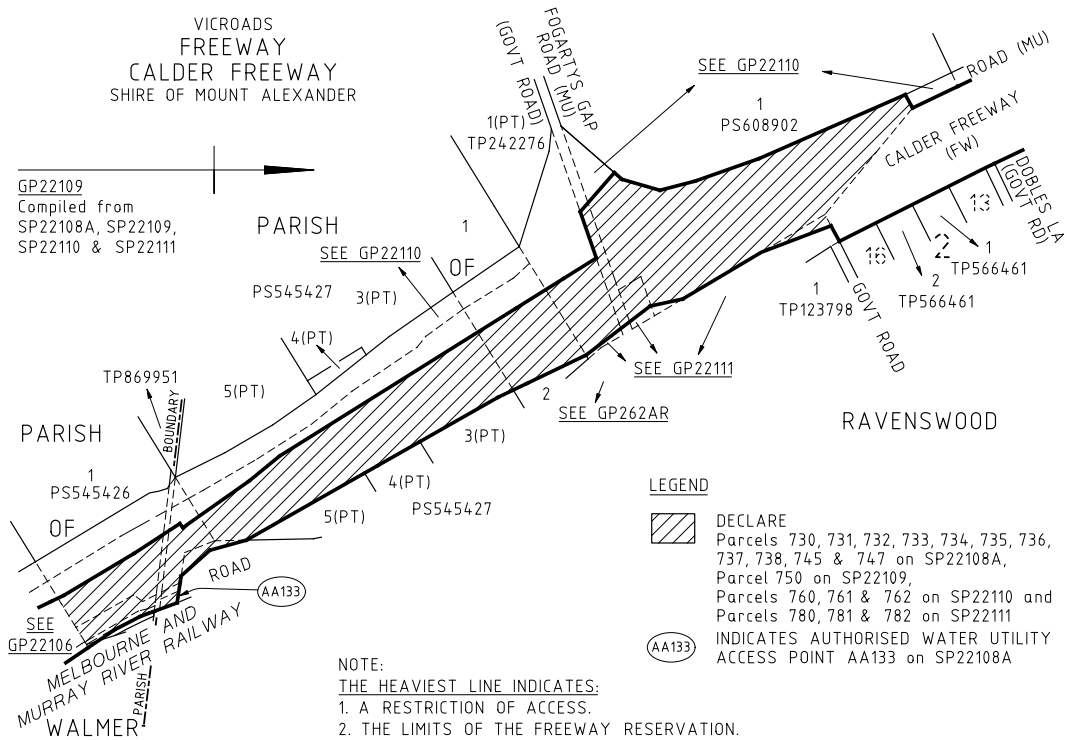 VICROADS
FREEWAY
CALDER FREEWAY
SHIRE OF MOUNT ALEXANDER
GP22109
Compiled from
SP22108A, SP22109,
SP22110 & SP22111
FOGARTYS GAP
ROAD (MU)
(GOVT ROAD)
1(PT)
TP242276
SEE GP22110
1
PS608902
ROAD (MU)
CALDER FREEWAY
(FW)
DOBLES LA
(GOVT RD)
13
2
16
1
TP566461
2
TP566461
1
TP123798
GOVT ROAD
PARISH
OF
RAVENSWOOD
1
SEE GP22110
PS545427
3(PT)
4(PT)
5(PT)
SEE GP22111
2
SEE GP262AR
3(PT)
4(PT)
5(PT)
PS545427
TP869951
BOUNDARY
PARISH
PARISH
OF
WALMER
1
PS545426
ROAD
AA133
SEE
GP22106
MELBOURNE AND
MURRAY RIVER RAILWAY
LEGEND
DECLARE
Parcels 730, 731, 732, 733, 734, 735, 736,
737, 738, 745 & 747 on SP22108A,
Parcel 750 on SP22109,
Parcels 760, 761 & 762 on SP22110 and
Parcels 780, 781 & 782 on SP22111
AA133
INDICATES AUTHORISED WATER UTILITY
ACCESS POINT AA133 on SP22108A
NOTE:
THE HEAVIEST LINE INDICATES:
1. A RESTRICTION OF ACCESS.
2. THE LIMITS OF THE FREEWAY RESERVATION.